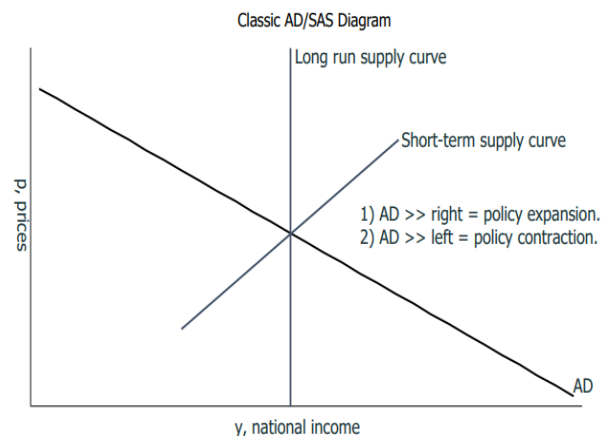 Classic AD/SAS Diagram
Long run supply curve
Short-term supply curve
p, prices
1) AD >> right = policy expansion.
2) AD >> left = policy contraction.
AD
y, national income